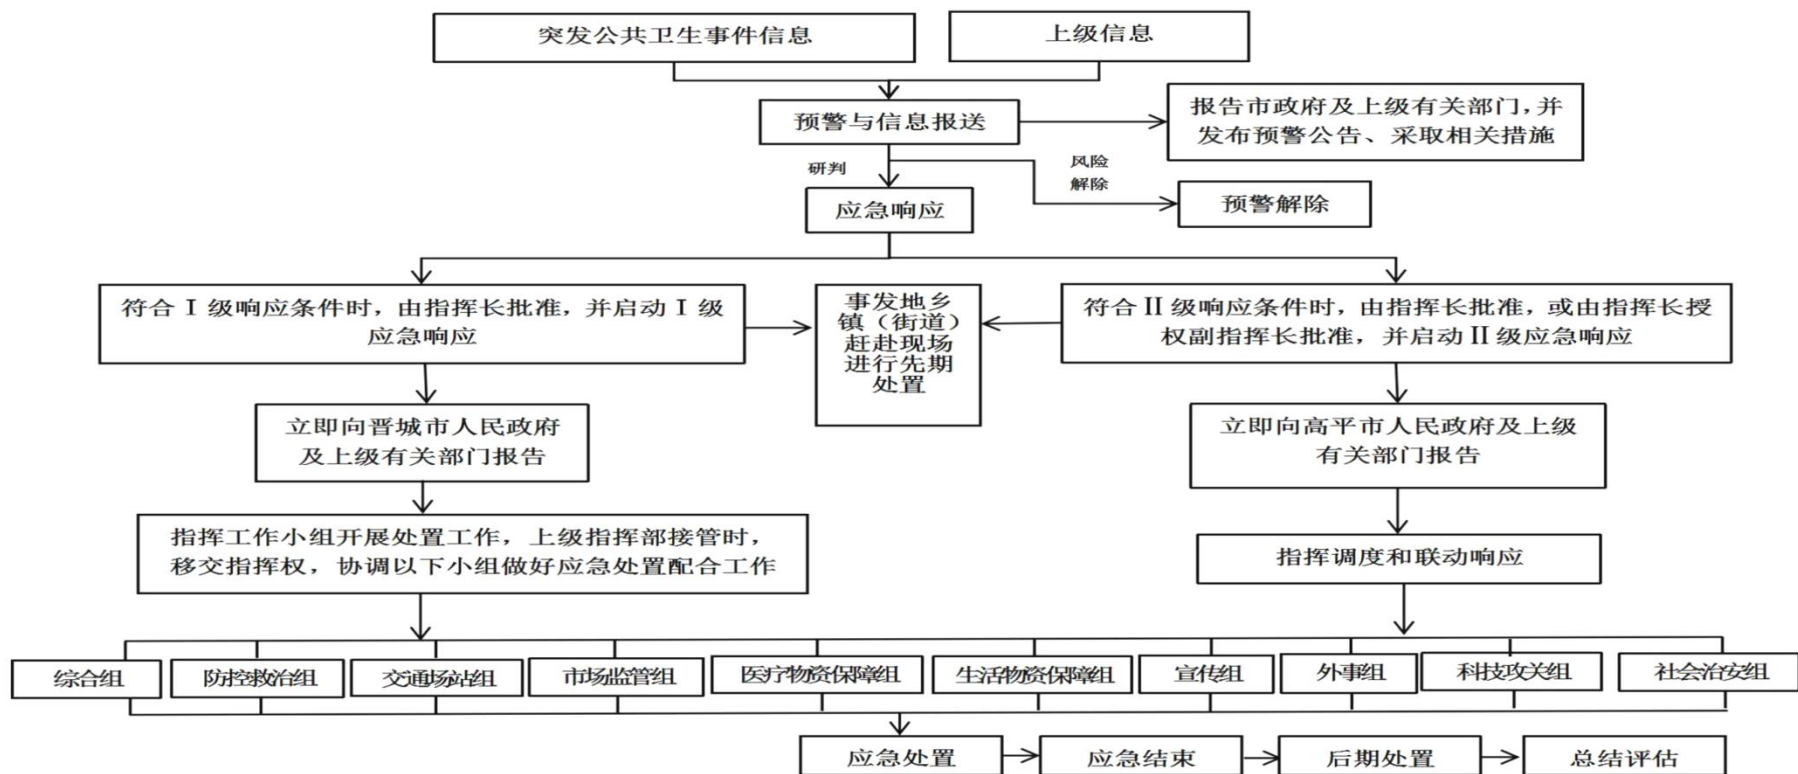 突发公共卫生事件信息
上级信息
预警与信息报送
报告市政府及上级有关部门，并
发布预警公告、采取相关措施
研判
风险
解除
应急响应
预警解除
符合Ⅰ级响应条件时，由指挥长批准，并启动Ⅰ级
应急响应
事发地乡
镇（街道）
赶赴现场
进行先期
处置
符合Ⅱ级响应条件时，由指挥长批准，或由指挥长授
权副指挥长批准，并启动Ⅱ级应急响应
立即向晋城市人民政府
及上级有关部门报告
立即向高平市人民政府及上级
有关部门报告
指挥工作小组开展处置工作，上级指挥部接管时，
移交指挥权，协调以下小组做好应急处置配合工作
指挥调度和联动响应
综合组
防控救治组
交通场站组
市场监管组
医疗物资保障组
生活物资保障组
宣传组
外事组
科技攻关组
社会治安组
应急处置
应急结束
后期处置
总结评估